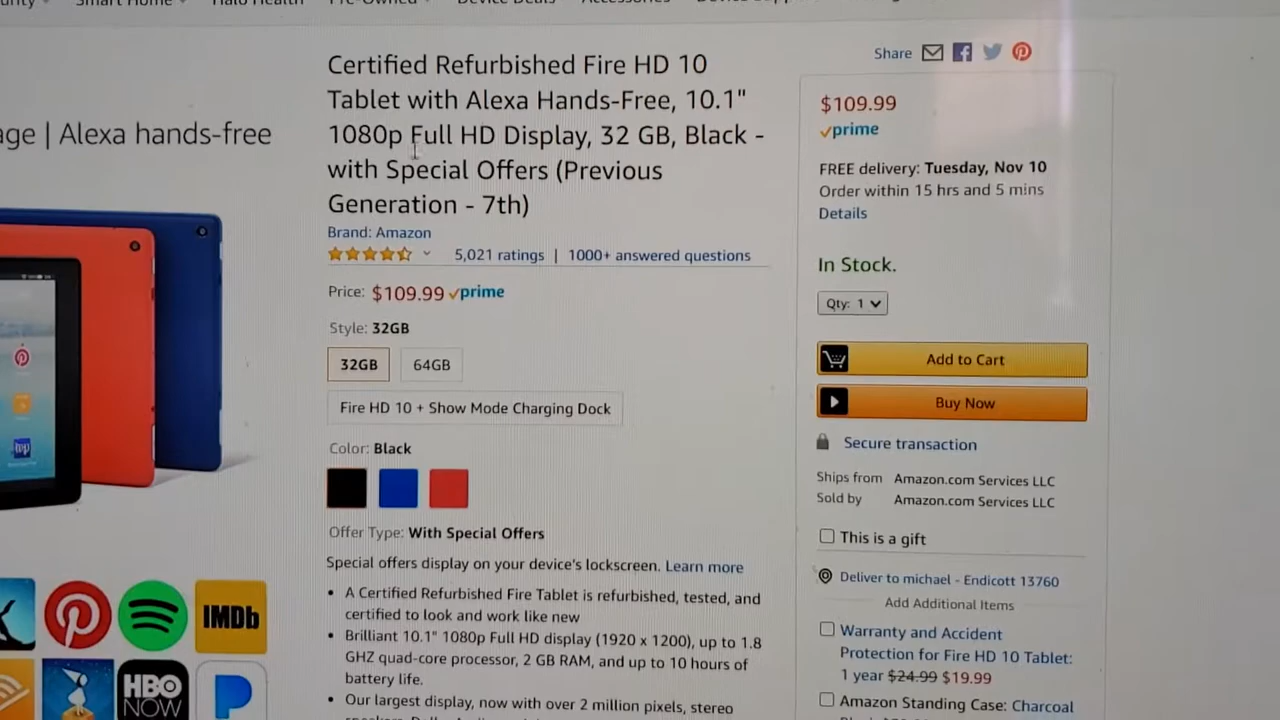 Smart Home
Halo Health
Pre-Owned
Device Deals
Accessories
age | Alexa hands-free
Certified Refurbished Fire HD 10
Tablet with Alexa Hands-Free, 10.1"
1080p Full HD Display, 32 GB, Black -
with Special Offers (Previous
Generation - 7th)
Brand: Amazon
5,021 ratings | 1000+ answered questions
Price: $109.99 prime
Style: 32GB
32GB
64GB
Fire HD 10 + Show Mode Charging Dock
Color: Black
Offer Type: With Special Offers
Special offers display on your device's lockscreen. Learn more
• A Certified Refurbished Fire Tablet is refurbished, tested, and
certified to look and work like new
• Brilliant 10.1" 1080p Full HD display (1920 x 1200), up to 1.8
GHZ quad-core processor, 2 GB RAM, and up to 10 hours of
battery life.
• Our largest display, now with over 2 million pixels, stereo
IMDb
HBO
NOW
Share
$109.99
prime
FREE delivery: Tuesday, Nov 10
Order within 15 hrs and 5 mins
Details
In Stock.
Qty: 1
Add to Cart
Buy Now
Secure transaction
Ships from Amazon.com Services LLC
Sold by Amazon.com Services LLC
This is a gift
Deliver to michael - Endicott 13760
Add Additional Items
Warranty and Accident
Protection for Fire HD 10 Tablet:
1 year $24.99 $19.99
Amazon Standing Case: Charcoal